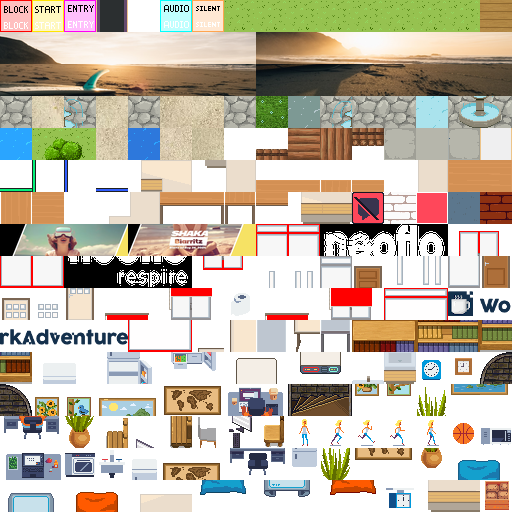 BLOCK START ENTRY AUDIO SILENT
BLOCK START ENTRY AUDIO SILENT
SHAKA
Biarritz
neoflo
respire
Wo
rkAdventure